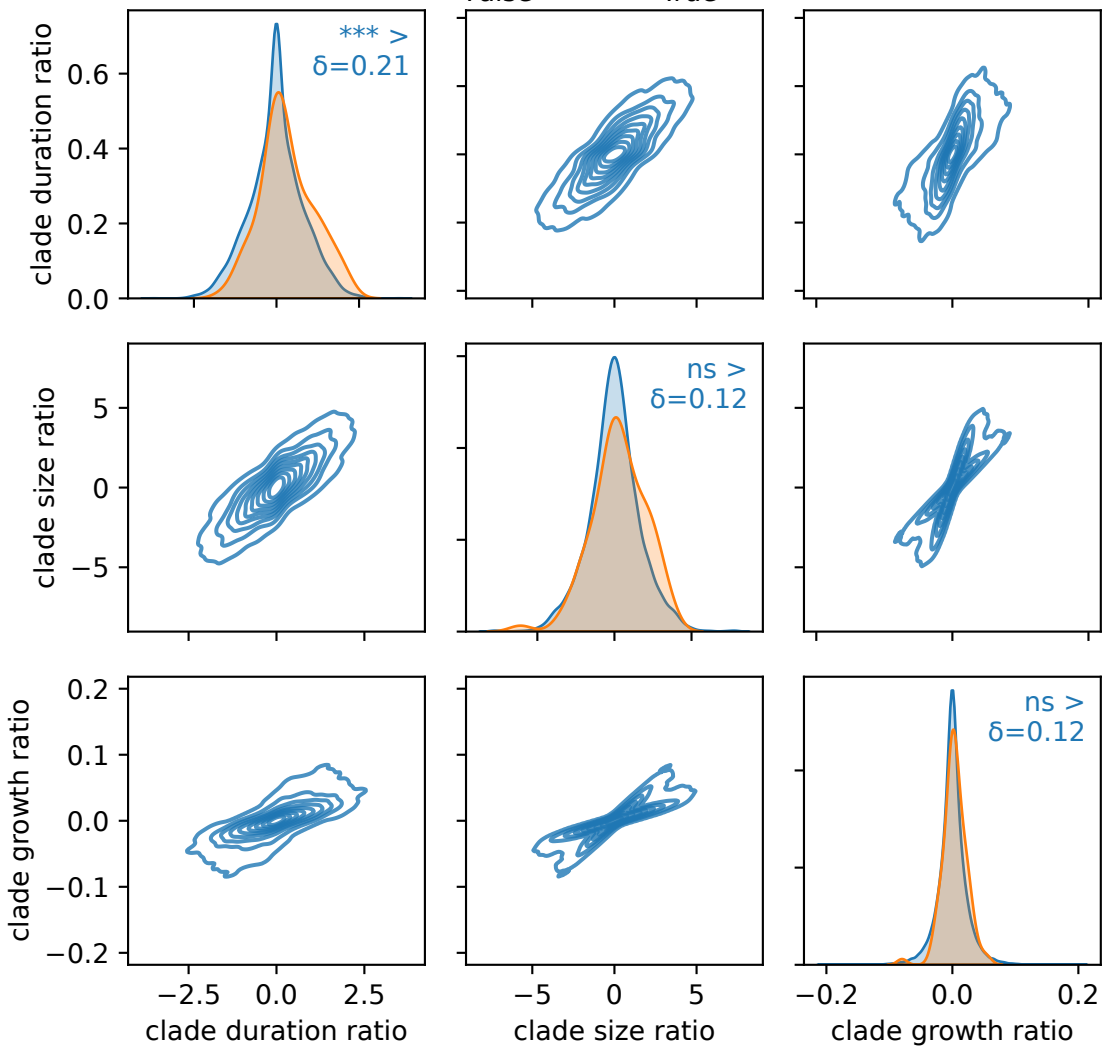 clade duration ratio
0.6
0.4
0.2
0.0
*** >
δ=0.21
clade size ratio
5
0
−5
ns >
δ=0.12
clade growth ratio
0.2
0.1
0.0
−0.1
−0.2
ns >
δ=0.12
−2.5
0.0
2.5
clade duration ratio
−5
0
5
clade size ratio
−0.2
0.0
0.2
clade growth ratio